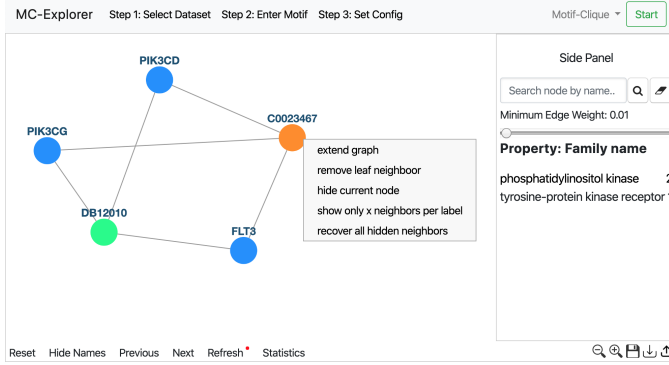 MC-Explorer Step 1: Select Dataset Step 2: Enter Motif Step 3: Set Config Motif-Clique Start
Side Panel
Search node by name..
Minimum Edge Weight: 0.01
Property: Family name
phosphatidylinositol kinase 2
tyrosine-protein kinase receptor
PIK3CD
C0023467
PIK3CG
DB12010
FLT3
extend graph
remove leaf neighboor
hide current node
show only x neighbors per label
recover all hidden neighbors
Reset Hide Names Previous Next Refresh Statistics